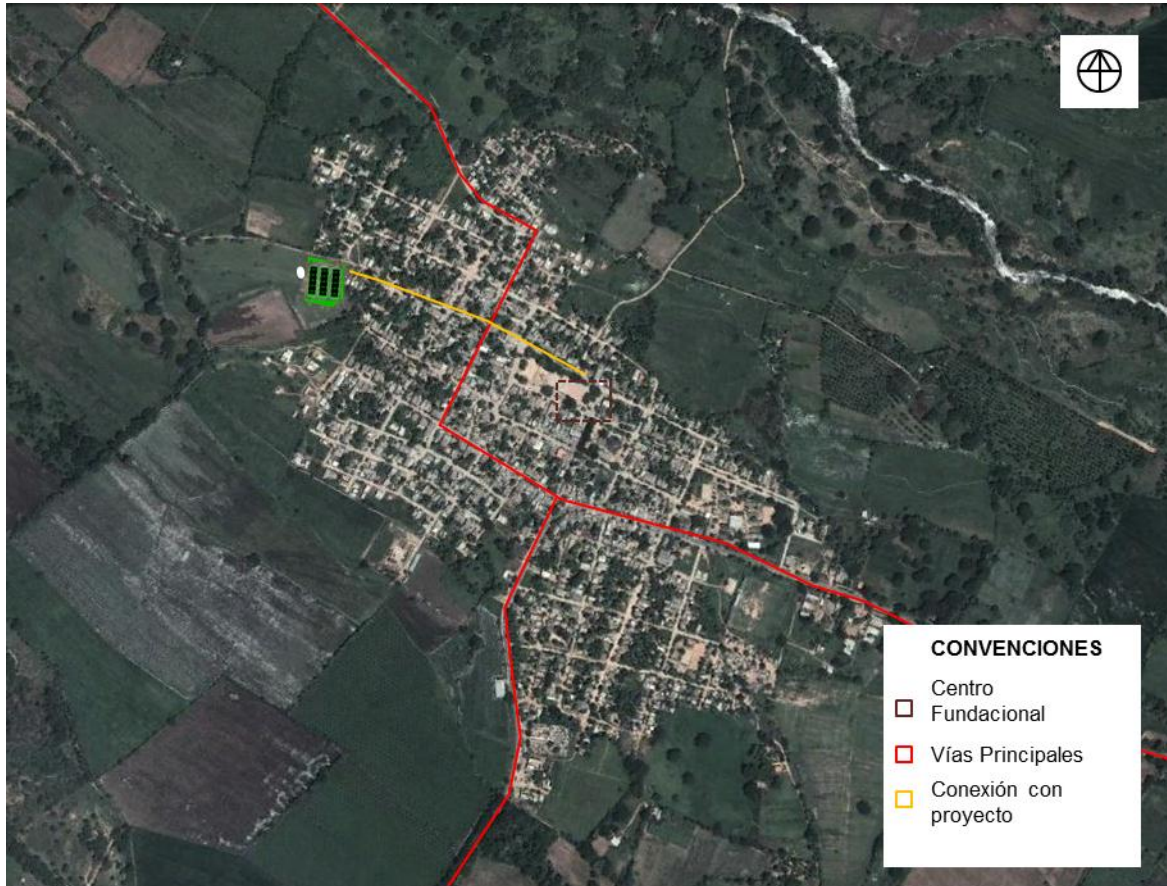 CONVENCIONES
Centro
Fundacional
Vías Principales
Conexión con
proyecto